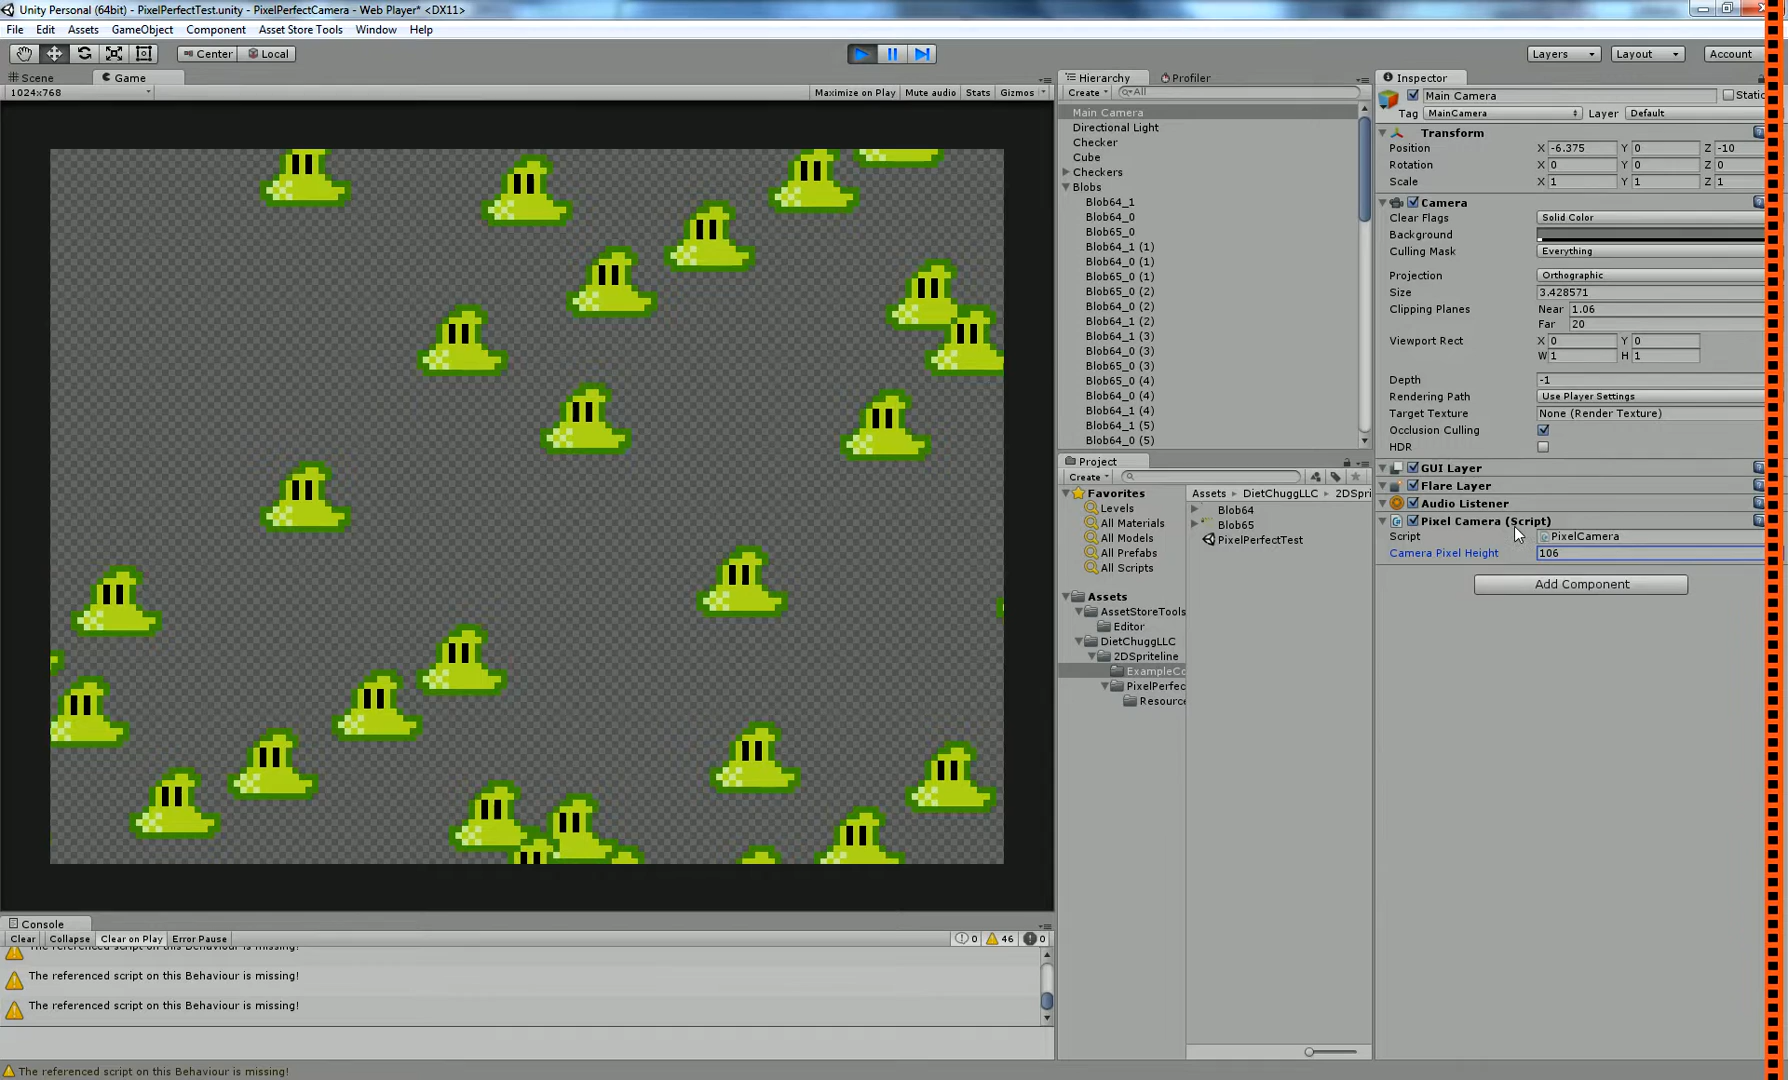 Unity Personal (64bit) - PixelPerfectTest.unity - PixelPerfectCamera - Web Player* <DX11>
File Edit Assets GameObject Component Asset Store Tools Window Help
Center Local
Layers Layout Account
Scene Game
1024x768
Maximize on Play Mute audio Stats Gizmos
Hierarchy Profiler
Create All
Main Camera
Directional Light
Checker
Cube
Checkers
Blobs
Blob64_1
Blob64_0
Blob65_0
Blob64_1 (1)
Blob64_0 (1)
Blob65_0 (1)
Blob65_0 (2)
Blob64_0 (2)
Blob64_1 (2)
Blob64_1 (3)
Blob64_0 (3)
Blob65_0 (3)
Blob65_0 (4)
Blob64_0 (4)
Blob64_1 (4)
Blob64_1 (5)
Blob64_0 (5)
Project
Create
Favorites
Levels
All Materials
All Models
All Prefabs
All Scripts
Assets
AssetStoreTools
Editor
DietChuggLLC
2DSpriteline
ExampleCo
PixelPerfec
Resource
Assets DietChuggLLC 2DSpri
Blob64
Blob65
PixelPerfectTest
Inspector
Main Camera Static
Tag MainCamera Layer Default
Transform
Position X -6.375 Y 0 Z -10
Rotation X 0 Y 0 Z 0
Scale X 1 Y 1 Z 1
Camera
Clear Flags Solid Color
Background
Culling Mask Everything
Projection Orthographic
Size 3.428571
Clipping Planes Near 1.06
Far 20
Viewport Rect X 0 Y 0
W 1 H 1
Depth -1
Rendering Path Use Player Settings
Target Texture None (Render Texture)
Occlusion Culling
HDR
GUI Layer
Flare Layer
Audio Listener
Pixel Camera (Script)
Script PixelCamera
Camera Pixel Height 106
Add Component
Console
Clear Collapse Clear on Play Error Pause
0 46 0
The referenced script on this Behaviour is missing!
The referenced script on this Behaviour is missing!
The referenced script on this Behaviour is missing!
The referenced script on this Behaviour is missing!